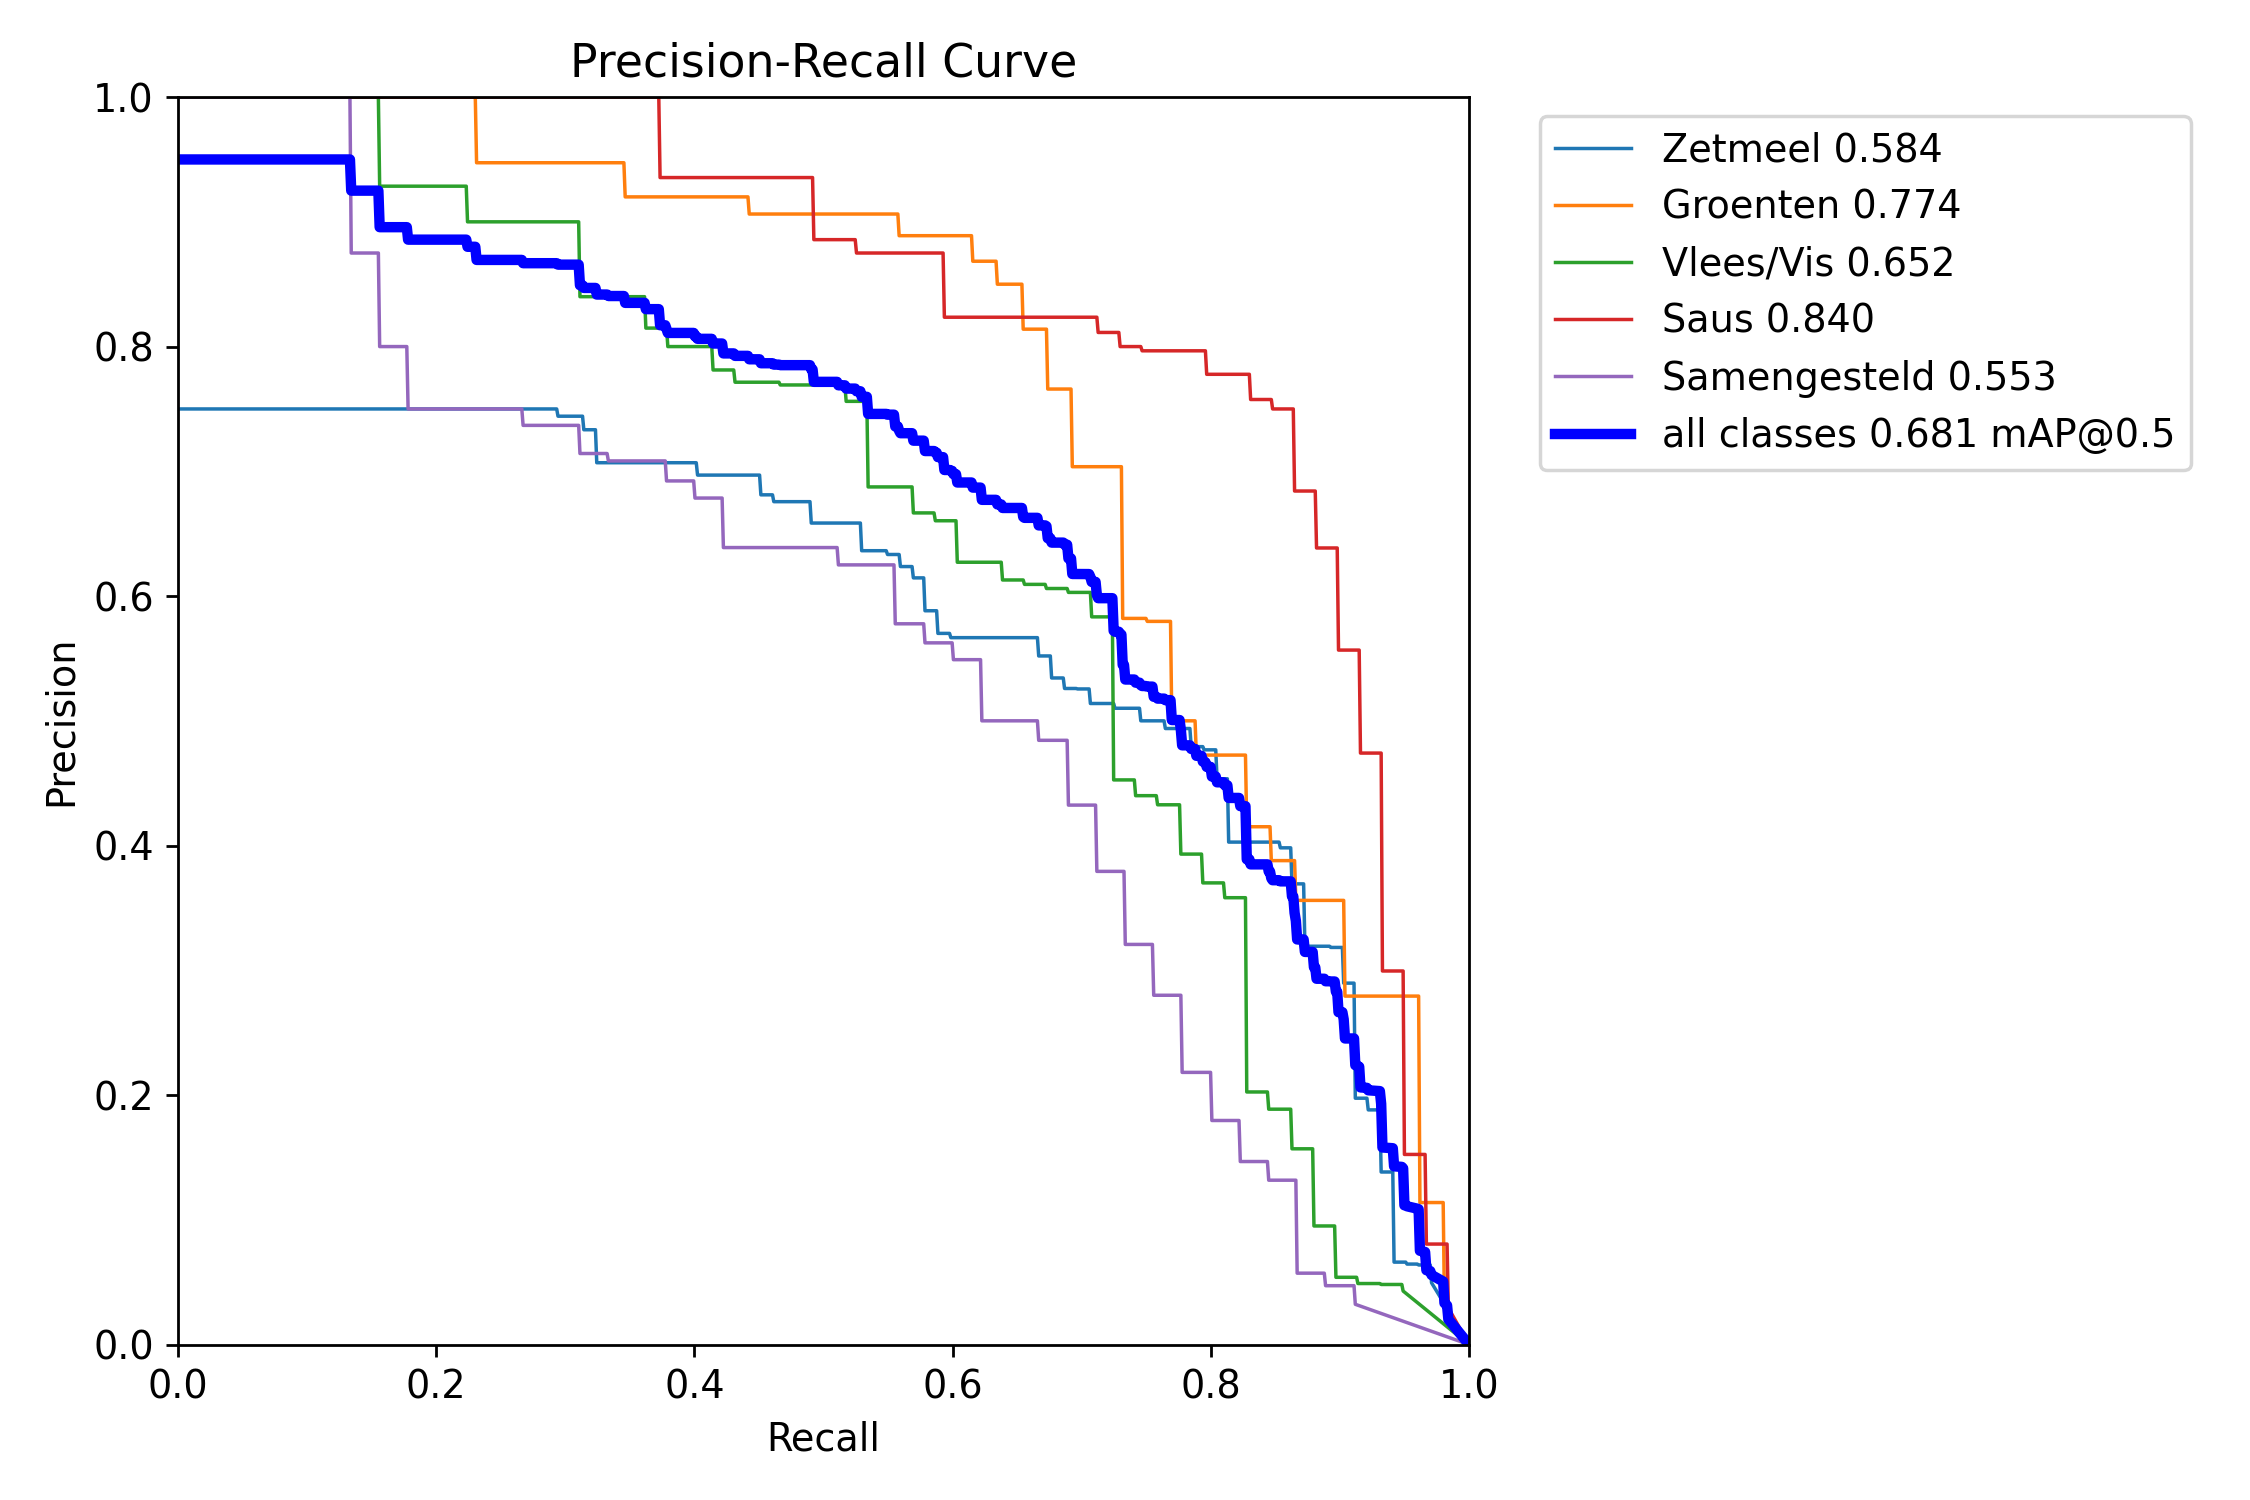 Precision-Recall Curve
1.0
0.8
0.6
0.4
0.2
0.0
Precision
0.0 0.2 0.4 0.6 0.8 1.0
Recall
Zetmeel 0.584
Groenten 0.774
Vlees/Vis 0.652
Saus 0.840
Samengesteld 0.553
all classes 0.681 mAP@0.5